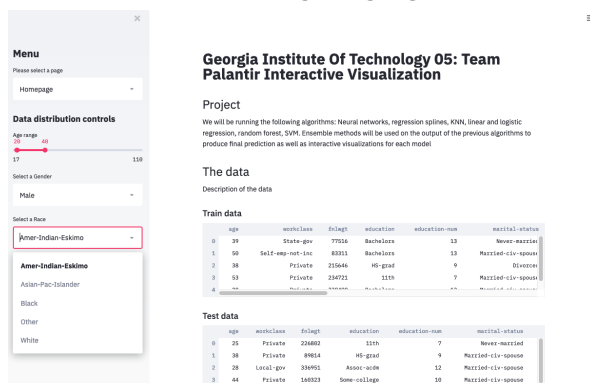 Menu
Please select a page
Homepage
Data distribution controls
Age range
20 40
17 110
Select a Gender
Male
Select a Race
Amer-Indian-Eskimo
Amer-Indian-Eskimo
Asian-Pac-Islander
Black
Other
White
Georgia Institute Of Technology 05: Team
Palantir Interactive Visualization
Project
We will be running the following algorithms: Neural networks, regression splines, KNN, linear and logistic
regression, random forest, SVM. Ensemble methods will be used on the output of the previous algorithms to
produce final prediction as well as interactive visualizations for each model
The data
Description of the data
Train data
age workclass fnlwgt education education-num marital-status
0 39 State-gov 77516 Bachelors 13 Never-married
1 50 Self-emp-not-inc 83311 Bachelors 13 Married-civ-spouse
2 38 Private 215646 HS-grad 9 Divorced
3 53 Private 234721 11th 7 Married-civ-spouse
4
Test data
age workclass fnlwgt education education-num marital-status
0 25 Private 226802 11th 7 Never-married
1 38 Private 89814 HS-grad 9 Married-civ-spouse
2 28 Local-gov 336951 Assoc-acdm 12 Married-civ-spouse
3 44 Private 160323 Some-college 10 Married-civ-spouse